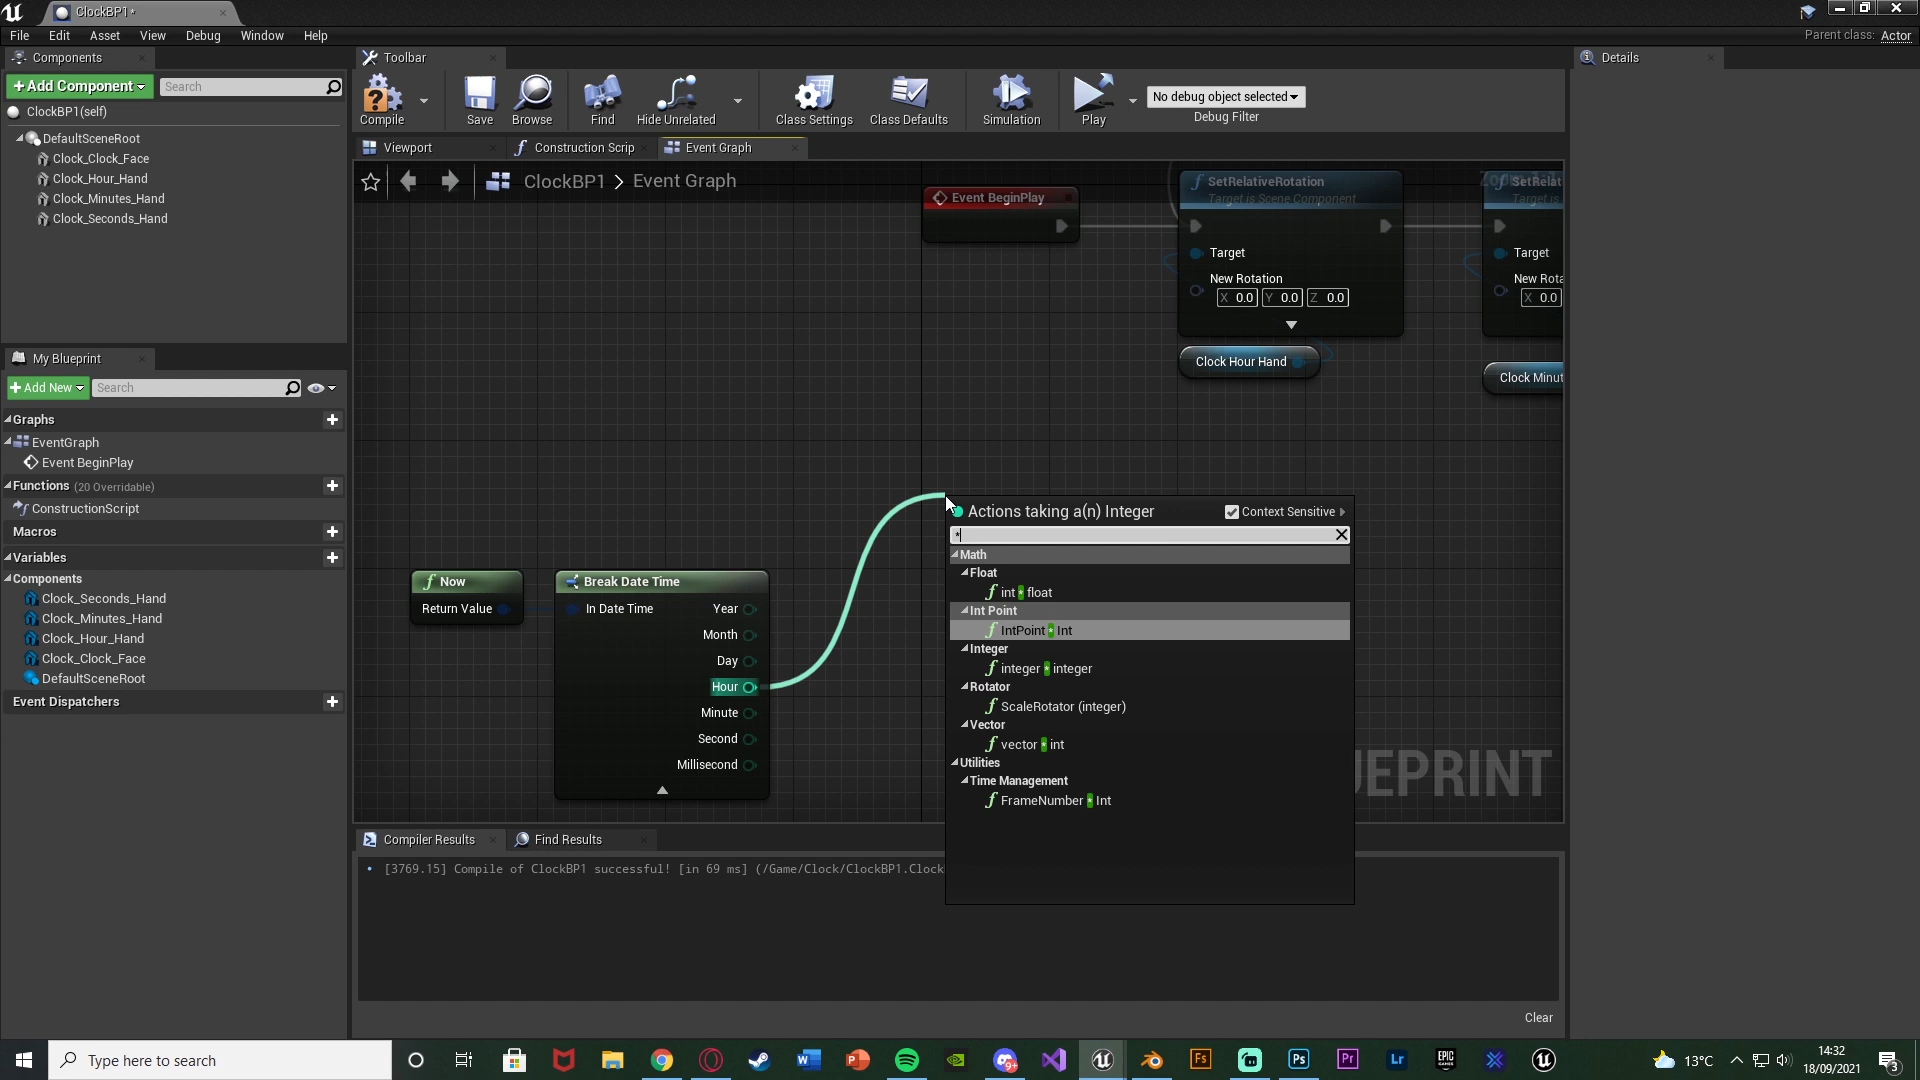 ClockBP1*
File Edit Asset View Debug Window Help
Parent class: Actor
Components
Toolbar
Details
+Add Component
Search
ClockBP1(self)
DefaultSceneRoot
Clock_Clock_Face
Clock_Hour_Hand
Clock_Minutes_Hand
Clock_Seconds_Hand
Compile
Save
Browse
Find
Hide Unrelated
Class Settings
Class Defaults
Simulation
Play
No debug object selected
Debug Filter
Viewport
Construction Scrip
Event Graph
ClockBP1 > Event Graph
Event BeginPlay
SetRelativeRotation
Target is Scene Component
Target
New Rotation
X 0.0 Y 0.0 Z 0.0
Clock Hour Hand
SetRelat
Target is
Target
New Rota
X 0.0
Clock Minut
My Blueprint
+Add New
Search
Graphs
EventGraph
Event BeginPlay
Functions (20 Overridable)
ConstructionScript
Macros
Variables
Components
Clock_Seconds_Hand
Clock_Minutes_Hand
Clock_Hour_Hand
Clock_Clock_Face
DefaultSceneRoot
Event Dispatchers
Now
Return Value
Break Date Time
In Date Time
Year
Month
Day
Hour
Minute
Second
Millisecond
Actions taking a(n) Integer
Context Sensitive
*
Math
Float
int * float
Int Point
IntPoint * Int
Integer
integer * integer
Rotator
ScaleRotator (integer)
Vector
vector * int
Utilities
Time Management
FrameNumber * Int
EPRINT
Compiler Results
Find Results
[3769.15] Compile of ClockBP1 successful! [in 69 ms] (/Game/Clock/ClockBP1.Clock
Clear
Type here to search
13°C
14:32
18/09/2021